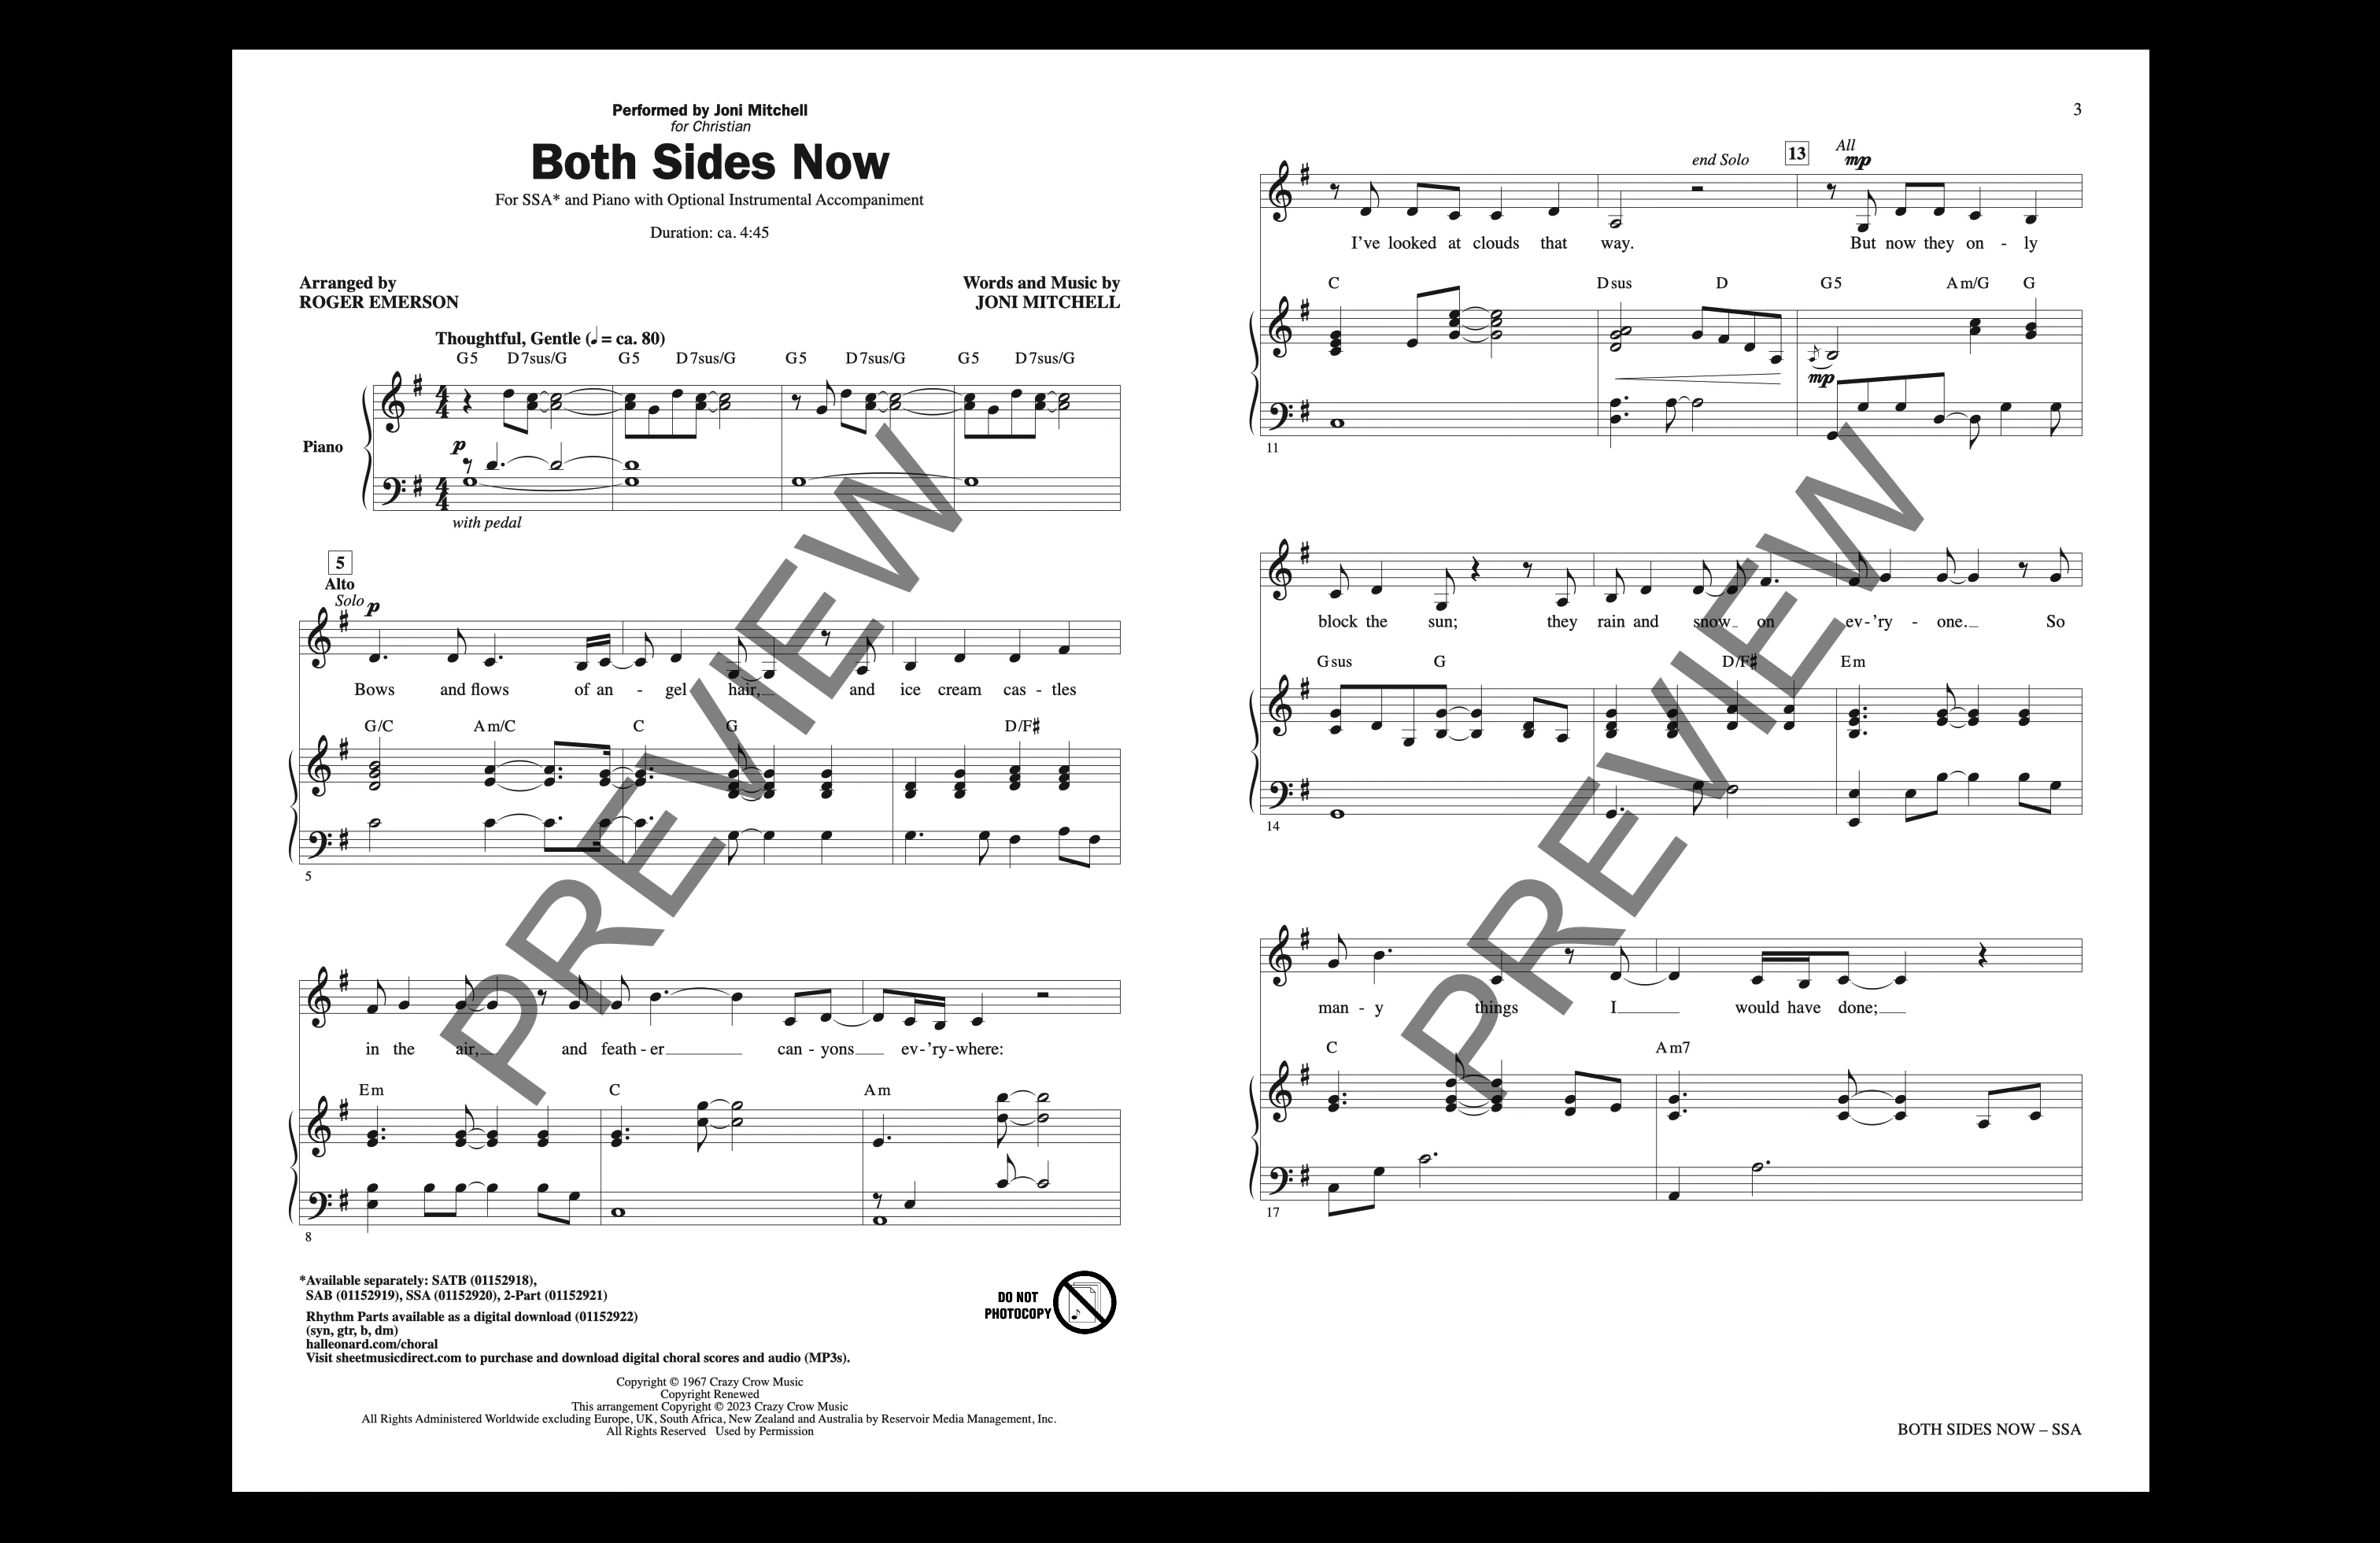 Performed by Joni Mitchell
for Christian
Both Sides Now
For SSA* and Piano with Optional Instrumental Accompaniment
Duration: ca. 4:45
Arranged by
ROGER EMERSON
Words and Music by
JONI MITCHELL
Thoughtful, Gentle (♩ = ca. 80)
G5 D7sus/G G5 D7sus/G G5 D7sus/G G5 D7sus/G
Piano
p
with pedal
5
Alto
Solo p
Bows and flows of an - gel hair, and ice cream cas - tles
G/C Am/C C G D/F#
5
in the air, and feath - er can - yons ev-'ry-where:
Em C Am
8
*Available separately: SATB (01152918),
SAB (01152919), SSA (01152920), 2-Part (01152921)
Rhythm Parts available as a digital download (01152922)
(syn, gtr, b, dm)
halleonard.com/choral
Visit sheetmusicdirect.com to purchase and download digital choral scores and audio (MP3s).
DO NOT
PHOTOCOPY
Copyright © 1967 Crazy Crow Music
Copyright Renewed
This arrangement Copyright © 2023 Crazy Crow Music
All Rights Administered Worldwide excluding Europe, UK, South Africa, New Zealand and Australia by Reservoir Media Management, Inc.
All Rights Reserved Used by Permission
PREVIEW
3
end Solo 13 All
mp
I've looked at clouds that way. But now they on - ly
C Dsus D G5 Am/G G
mp
11
block the sun; they rain and snow on ev-'ry - one. So
Gsus G D/F# Em
14
man - y things I would have done;
C Am7
17
BOTH SIDES NOW – SSA
PREVIEW